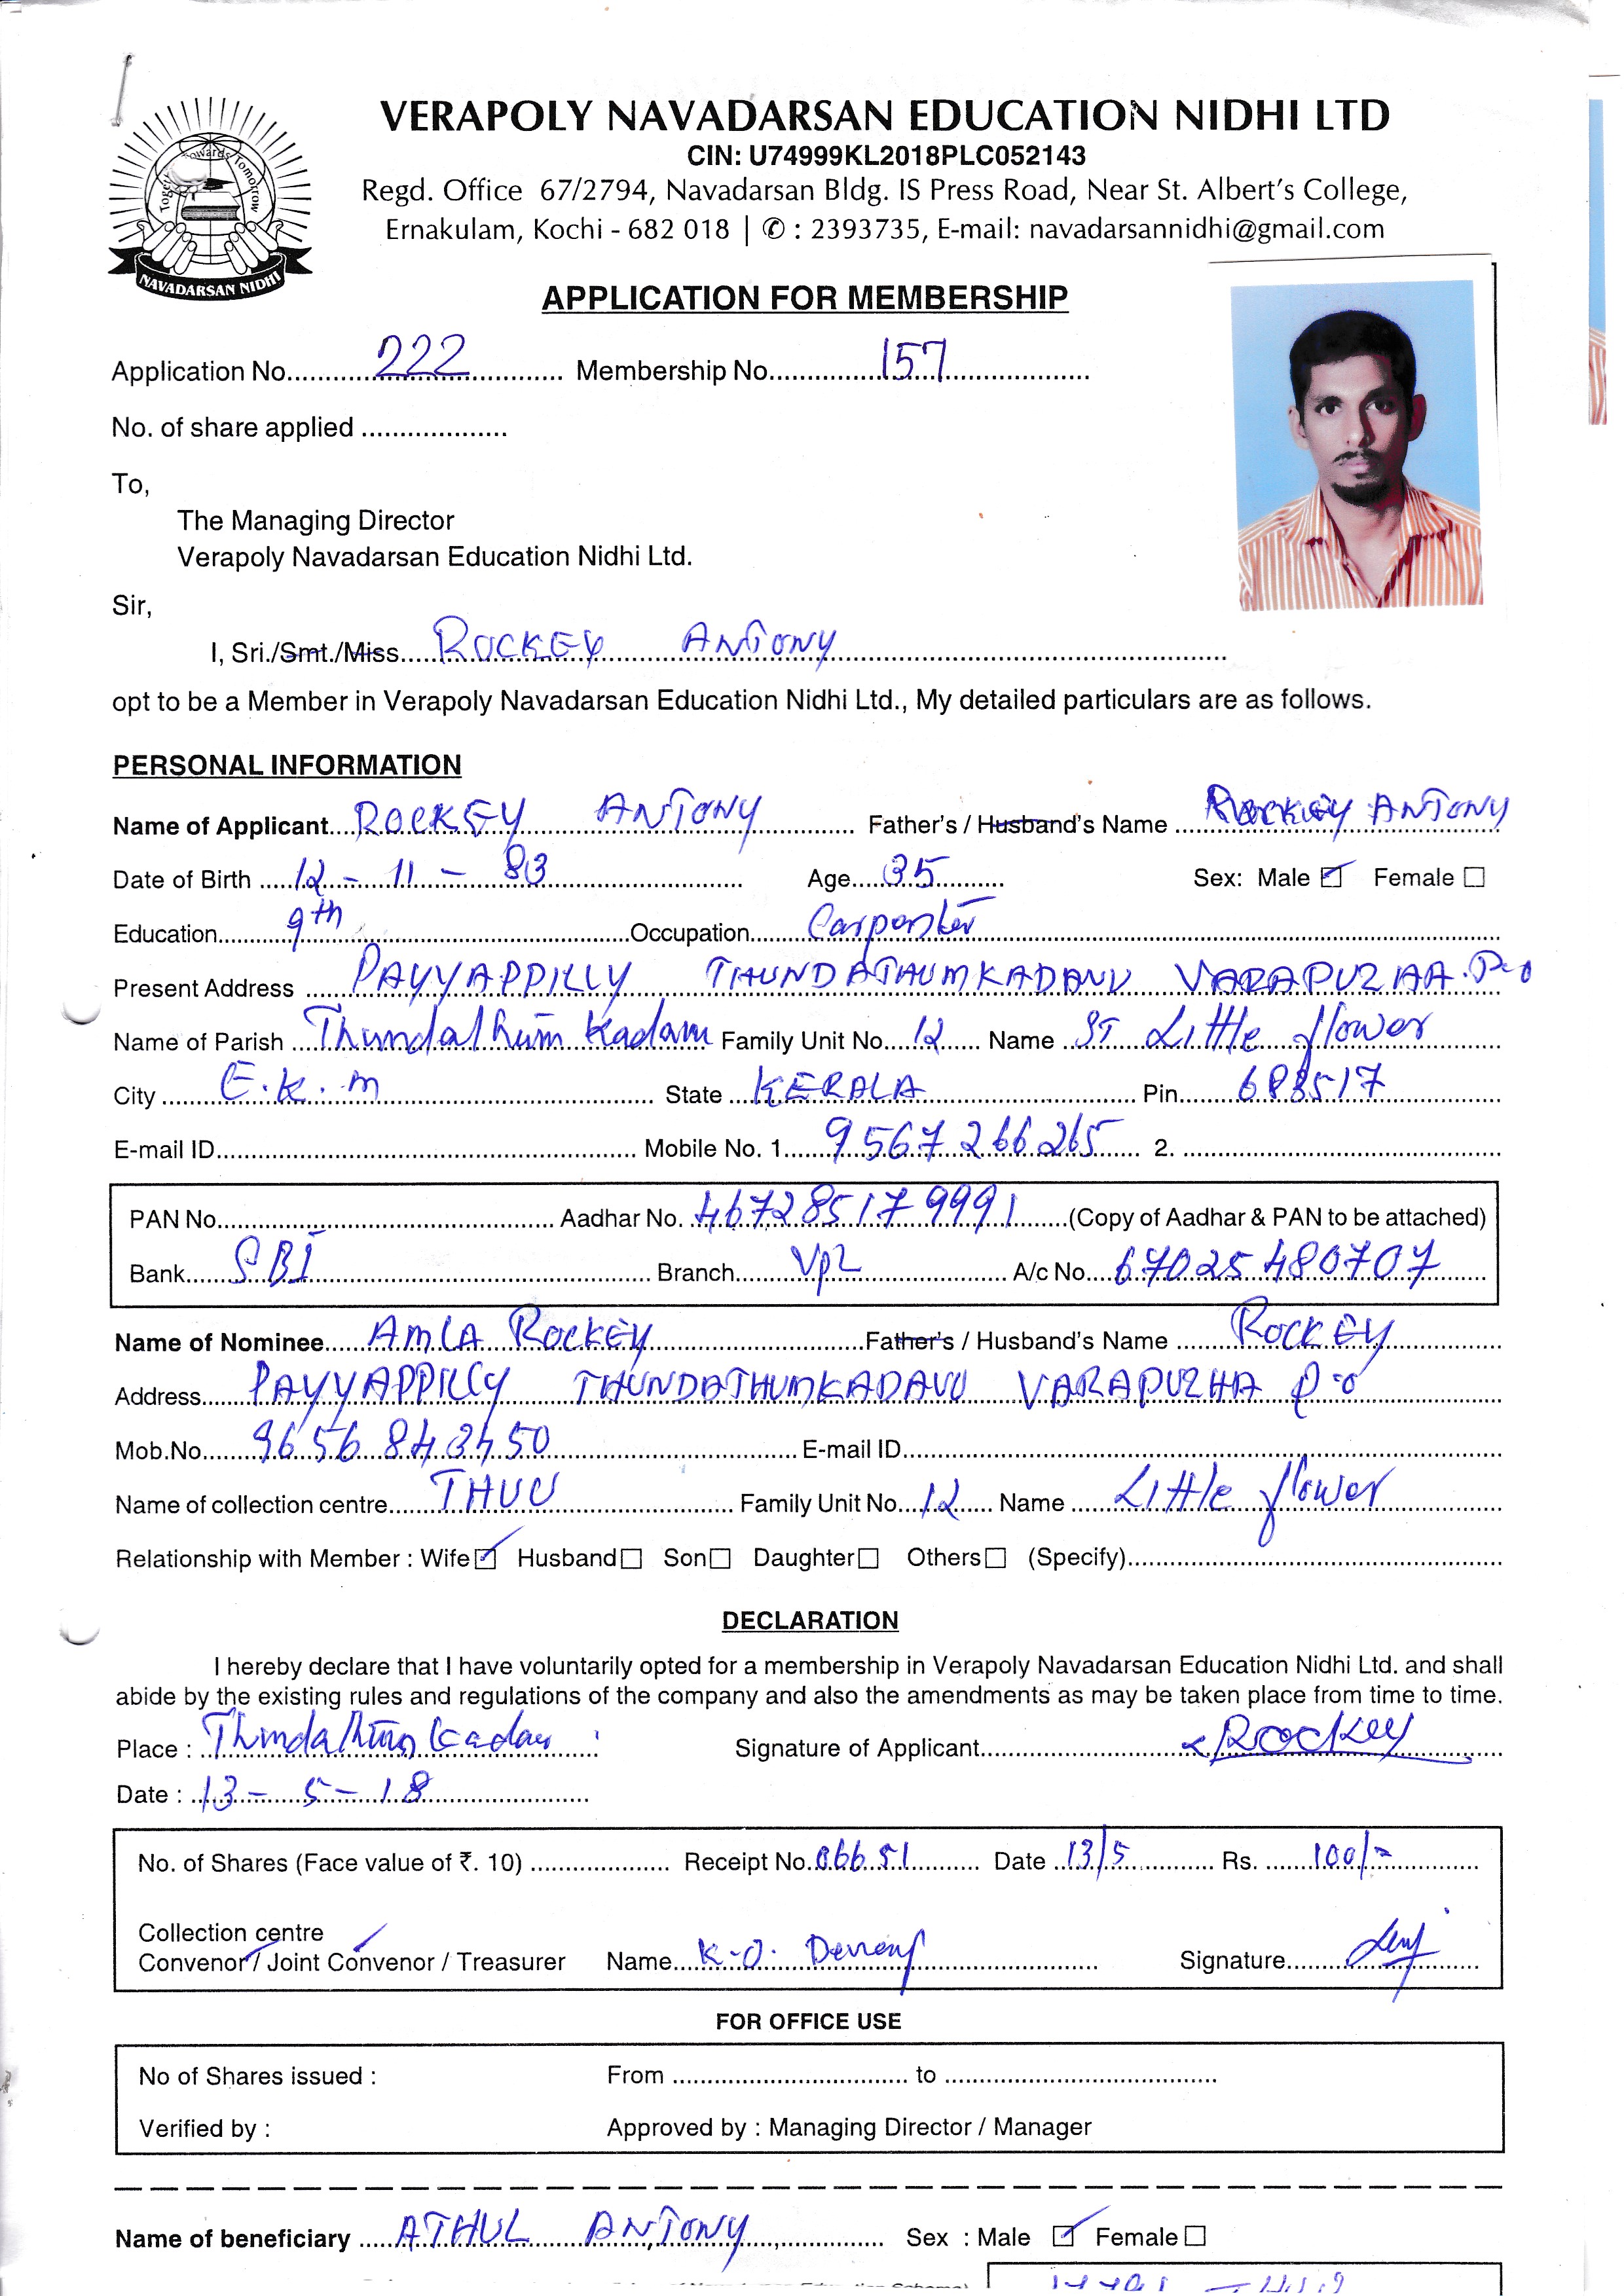 VERAPOLY NAVADARSAN EDUCATION NIDHI LTD
CIN: U74999KL2018PLC052143
Regd. Office 67/2794, Navadarsan Bldg. IS Press Road, Near St. Albert's College,
Ernakulam, Kochi - 682 018 | ✆ : 2393735, E-mail: navadarsannidhi@gmail.com
Together Towards Tomorrow
NAVADARSAN NIDHI
APPLICATION FOR MEMBERSHIP
Application No. 222 Membership No. 157
No. of share applied
To,
The Managing Director
Verapoly Navadarsan Education Nidhi Ltd.
Sir,
I, Sri./Smt./Miss ROCKEY ANTONY
opt to be a Member in Verapoly Navadarsan Education Nidhi Ltd., My detailed particulars are as follows.
PERSONAL INFORMATION
Name of Applicant ROCKEY ANTONY Father's / Husband's Name ANTONY
Date of Birth 12 - 11 - 83 Age 35 Sex: Male ☑ Female ☐
Education 9th Occupation Carpenter
Present Address PAYYAPPILLY THUNDATHUMKADAVU VARAPUZHA. P-o
Name of Parish Thundathum Kadavu Family Unit No. 12 Name ST Little flower
City E.K.m State KERALA Pin 683517
E-mail ID Mobile No. 1 9567266265 2.
PAN No. Aadhar No. 467285179991 (Copy of Aadhar & PAN to be attached)
Bank SBI Branch VPZ A/c No. 67025480707
Name of Nominee AMLA ROCKEY Father's / Husband's Name ROCKEY
Address PAYYAPPILLY THUNDATHUMKADAVU VARAPUZHA P-o
Mob.No. 9656843450 E-mail ID
Name of collection centre Family Unit No. 12 Name Little flower
Relationship with Member : Wife ☑ Husband ☐ Son ☐ Daughter ☐ Others ☐ (Specify)
DECLARATION
I hereby declare that I have voluntarily opted for a membership in Verapoly Navadarsan Education Nidhi Ltd. and shall
abide by the existing rules and regulations of the company and also the amendments as may be taken place from time to time.
Place : Signature of Applicant Rockey
Date : 13 - 5 - 18
No. of Shares (Face value of ₹. 10) Receipt No. 06651 Date 13/5 Rs. 100/-
Collection centre
Convenor / Joint Convenor / Treasurer Name K.O. Denny Signature
FOR OFFICE USE
No of Shares issued : From to
Verified by : Approved by : Managing Director / Manager
Name of beneficiary ATHUL ANTONY Sex : Male ☑ Female ☐